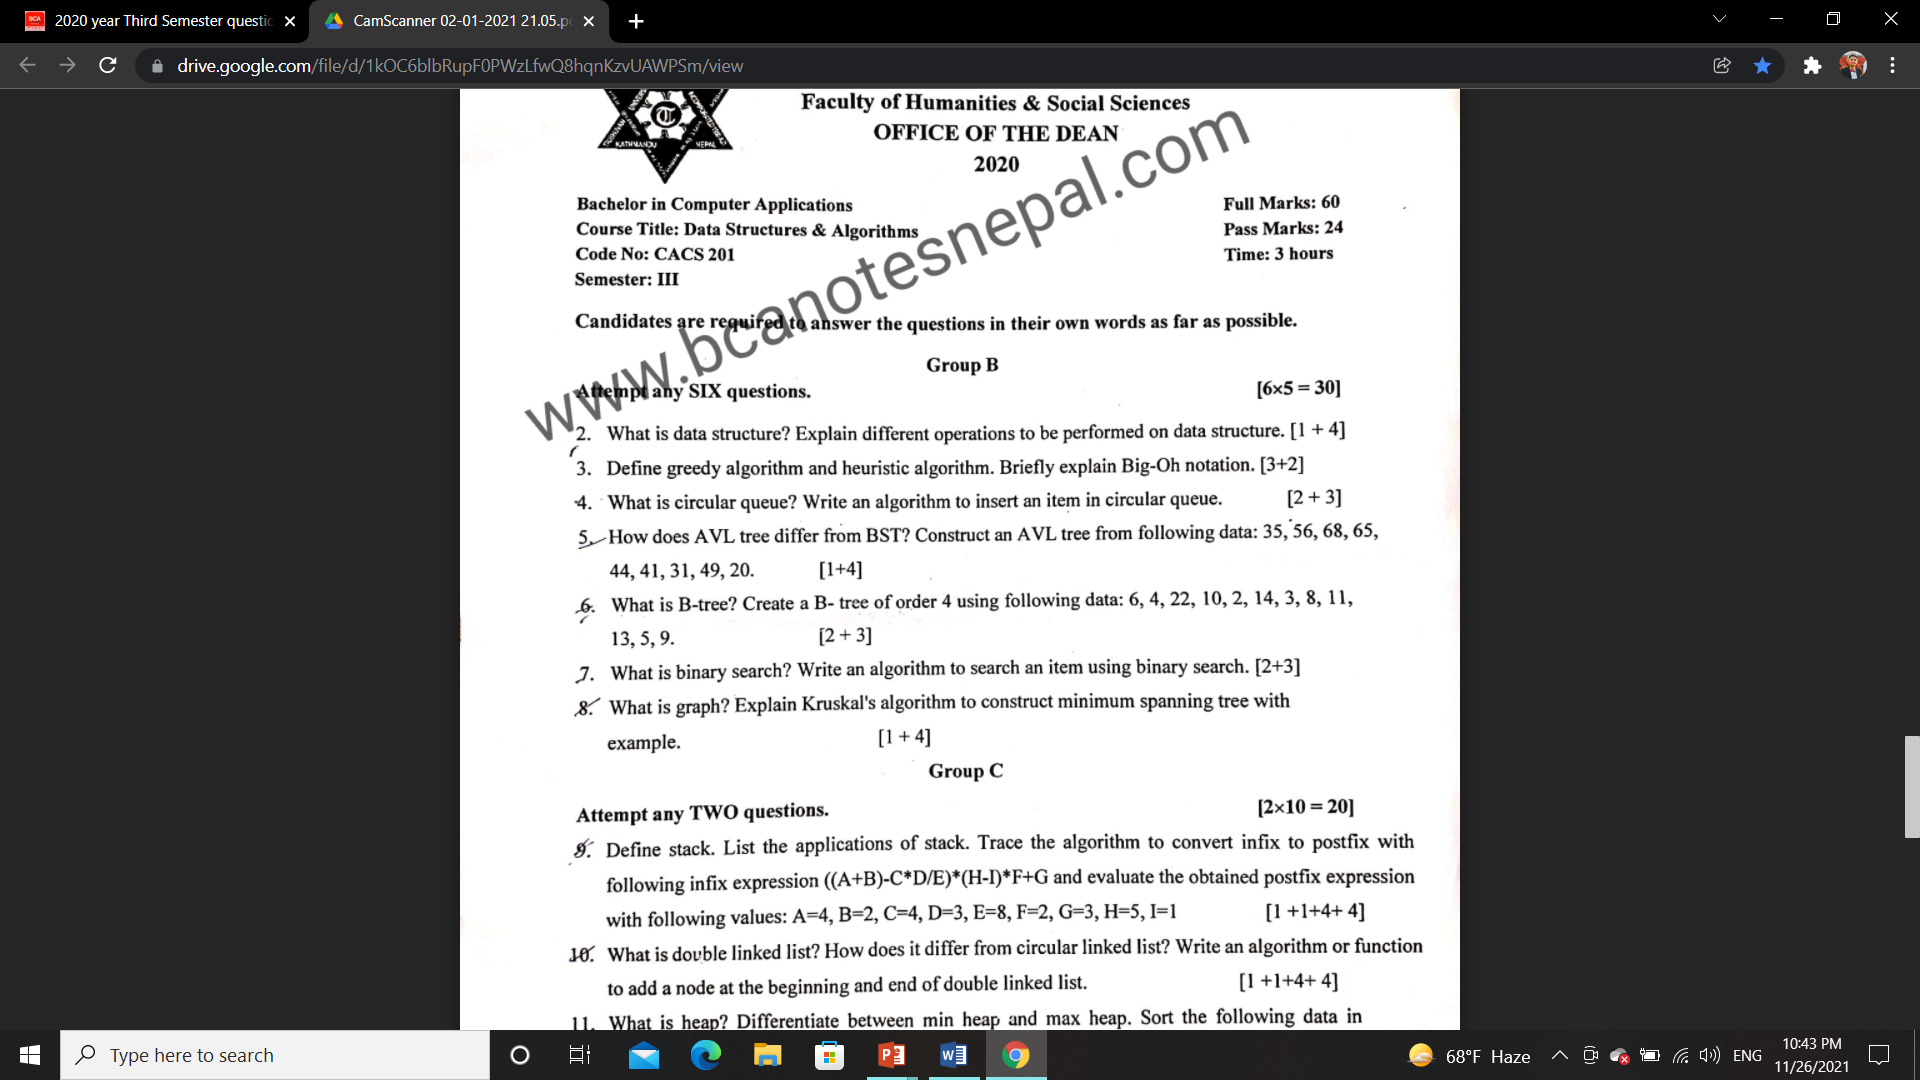 2020 year Third Semester questic
CamScanner 02-01-2021 21.05.p
drive.google.com/file/d/1kOC6blbRupF0PWzLfwQ8hqnKzvUAWPSm/view
KATHMANDU NEPAL
Faculty of Humanities & Social Sciences
OFFICE OF THE DEAN
2020
www.bcanotesnepal.com
Bachelor in Computer Applications Full Marks: 60
Course Title: Data Structures & Algorithms Pass Marks: 24
Code No: CACS 201 Time: 3 hours
Semester: III
Candidates are required to answer the questions in their own words as far as possible.
Group B
Attempt any SIX questions. [6×5 = 30]
2. What is data structure? Explain different operations to be performed on data structure. [1 + 4]
3. Define greedy algorithm and heuristic algorithm. Briefly explain Big-Oh notation. [3+2]
4. What is circular queue? Write an algorithm to insert an item in circular queue. [2 + 3]
5. How does AVL tree differ from BST? Construct an AVL tree from following data: 35, 56, 68, 65,
44, 41, 31, 49, 20. [1+4]
6. What is B-tree? Create a B- tree of order 4 using following data: 6, 4, 22, 10, 2, 14, 3, 8, 11,
13, 5, 9. [2 + 3]
7. What is binary search? Write an algorithm to search an item using binary search. [2+3]
8. What is graph? Explain Kruskal's algorithm to construct minimum spanning tree with
example. [1 + 4]
Group C
Attempt any TWO questions. [2×10 = 20]
9. Define stack. List the applications of stack. Trace the algorithm to convert infix to postfix with
following infix expression ((A+B)-C*D/E)*(H-I)*F+G and evaluate the obtained postfix expression
with following values: A=4, B=2, C=4, D=3, E=8, F=2, G=3, H=5, I=1 [1 +1+4+ 4]
10. What is double linked list? How does it differ from circular linked list? Write an algorithm or function
to add a node at the beginning and end of double linked list. [1 +1+4+ 4]
11. What is heap? Differentiate between min heap and max heap. Sort the following data in
Type here to search
68°F Haze
ENG
10:43 PM
11/26/2021